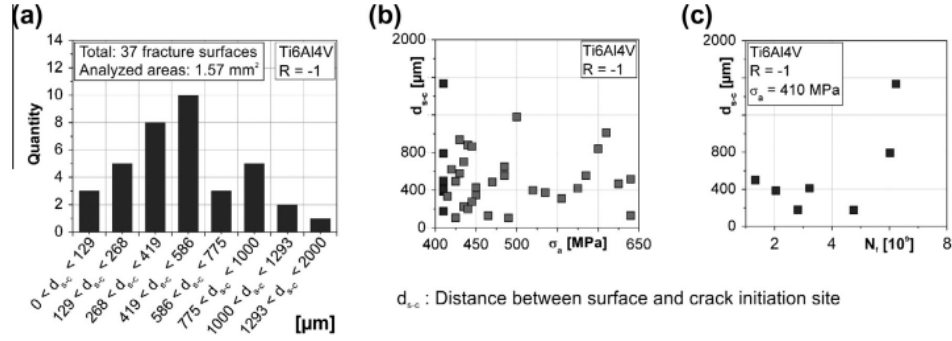 (a)
Total: 37 fracture surfaces
Analyzed areas: 1.57 mm²
Ti6Al4V
R = -1
Quantity
14
12
10
8
6
4
2
0
0 < d_s-c < 129
129 < d_s-c < 268
268 < d_s-c < 419
419 < d_s-c < 586
586 < d_s-c < 775
775 < d_s-c < 1000
1000 < d_s-c < 1293
1293 < d_s-c < 2000
[µm]
(b)
Ti6Al4V
R = -1
d_s-c [µm]
2000
800
400
0
400
450
500
σ_a [MPa]
650
(c)
Ti6Al4V
R = -1
σ_a = 410 MPa
d_s-c [µm]
2000
800
400
0
2
4
N_f [10⁹]
8
d_s-c : Distance between surface and crack initiation site